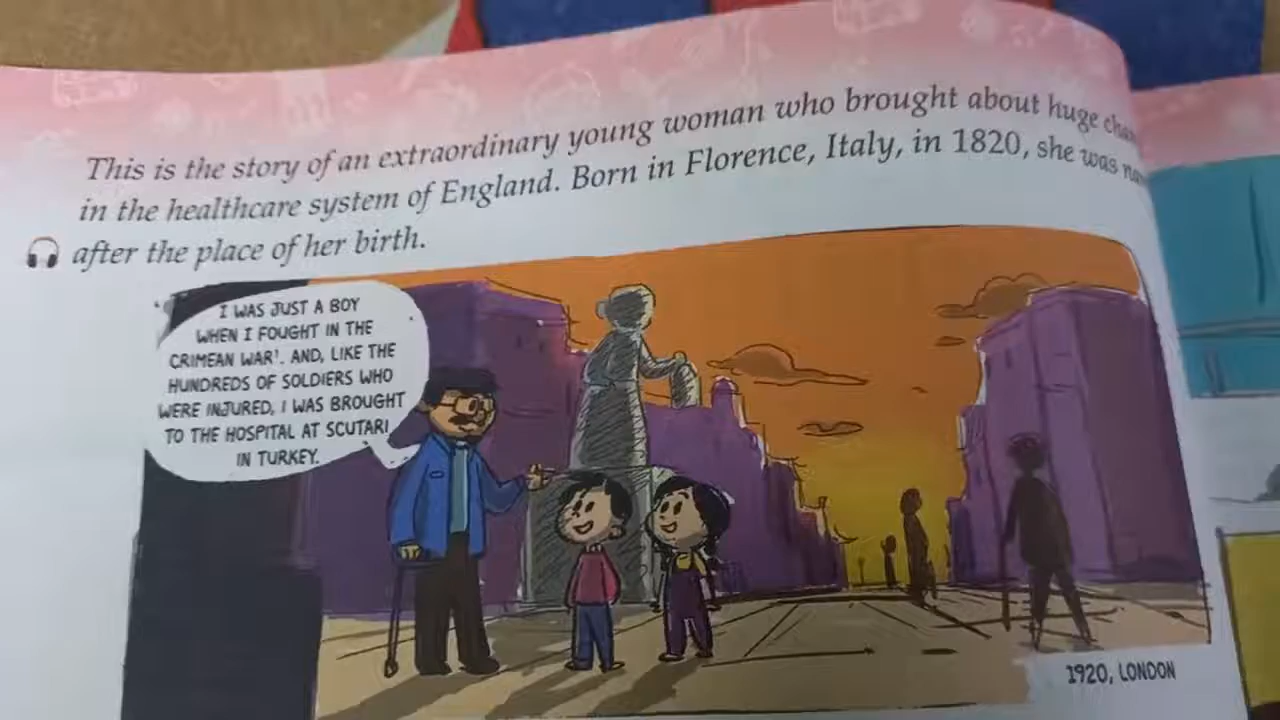 This is the story of an extraordinary young woman who brought about huge
in the healthcare system of England. Born in Florence, Italy, in 1820, she was
after the place of her birth.
I WAS JUST A BOY
WHEN I FOUGHT IN THE
CRIMEAN WAR¹. AND, LIKE THE
HUNDREDS OF SOLDIERS WHO
WERE INJURED, I WAS BROUGHT
TO THE HOSPITAL AT SCUTARI
IN TURKEY.
1920, LONDON